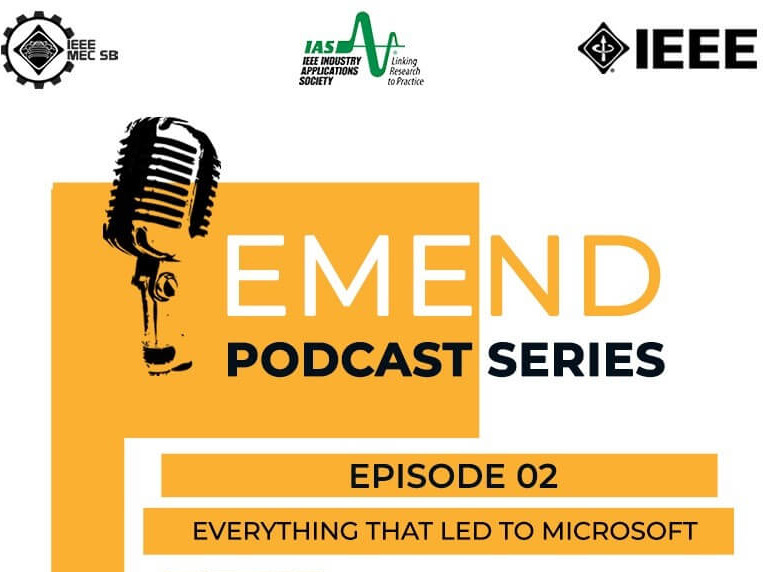 IEEE
MEC SB
IAS
IEEE INDUSTRY
APPLICATIONS
SOCIETY
Linking
Research
to Practice
IEEE
EMEND
PODCAST SERIES
EPISODE 02
EVERYTHING THAT LED TO MICROSOFT